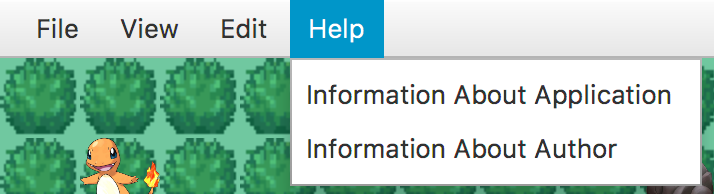 File View Edit Help
Information About Application
Information About Author